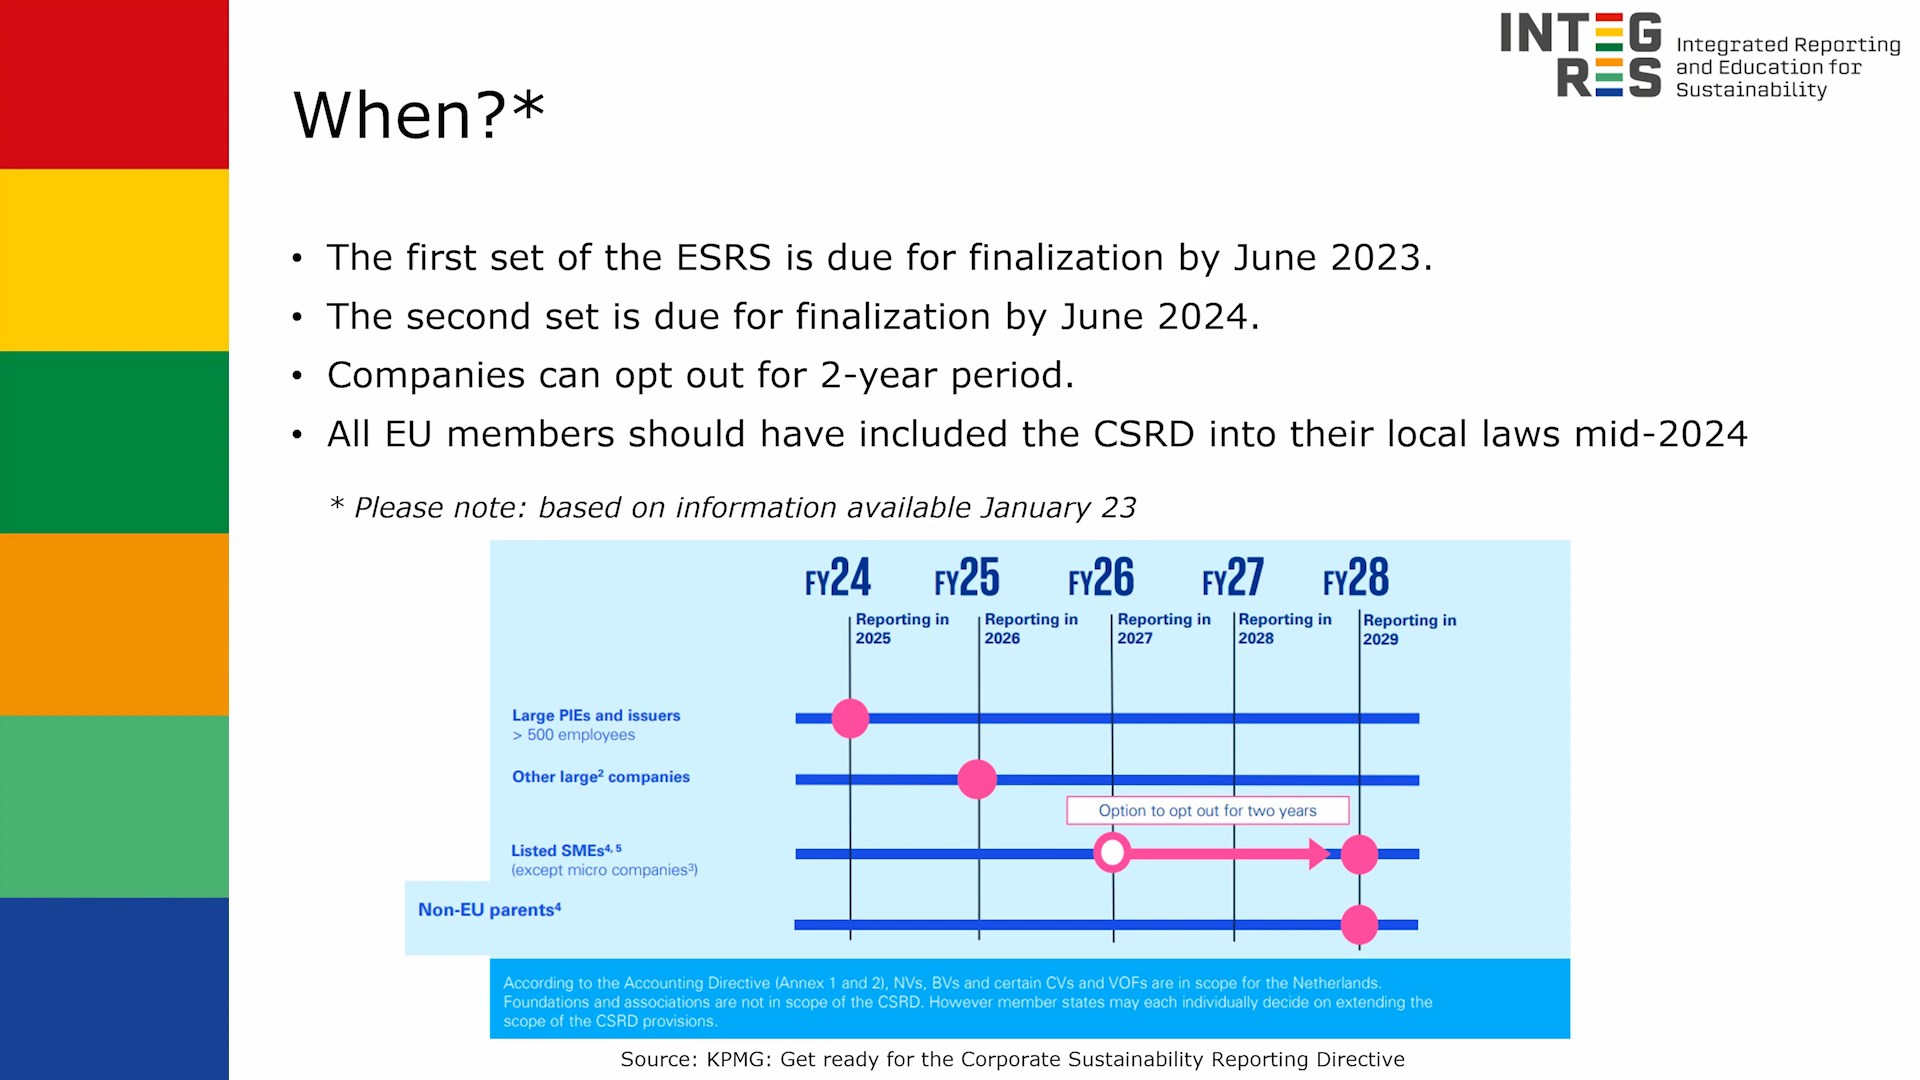 INTEG
RES
Integrated Reporting
and Education for
Sustainability
When?*
• The first set of the ESRS is due for finalization by June 2023.
• The second set is due for finalization by June 2024.
• Companies can opt out for 2-year period.
• All EU members should have included the CSRD into their local laws mid-2024
* Please note: based on information available January 23
FY24 FY25 FY26 FY27 FY28
Reporting in 2025
Reporting in 2026
Reporting in 2027
Reporting in 2028
Reporting in 2029
Large PIEs and issuers
> 500 employees
Other large² companies
Option to opt out for two years
Listed SMEs⁴,⁵
(except micro companies³)
Non-EU parents⁴
According to the Accounting Directive (Annex 1 and 2), NVs, BVs and certain CVs and VOFs are in scope for the Netherlands.
Foundations and associations are not in scope of the CSRD. However member states may each individually decide on extending the
scope of the CSRD provisions.
Source: KPMG: Get ready for the Corporate Sustainability Reporting Directive